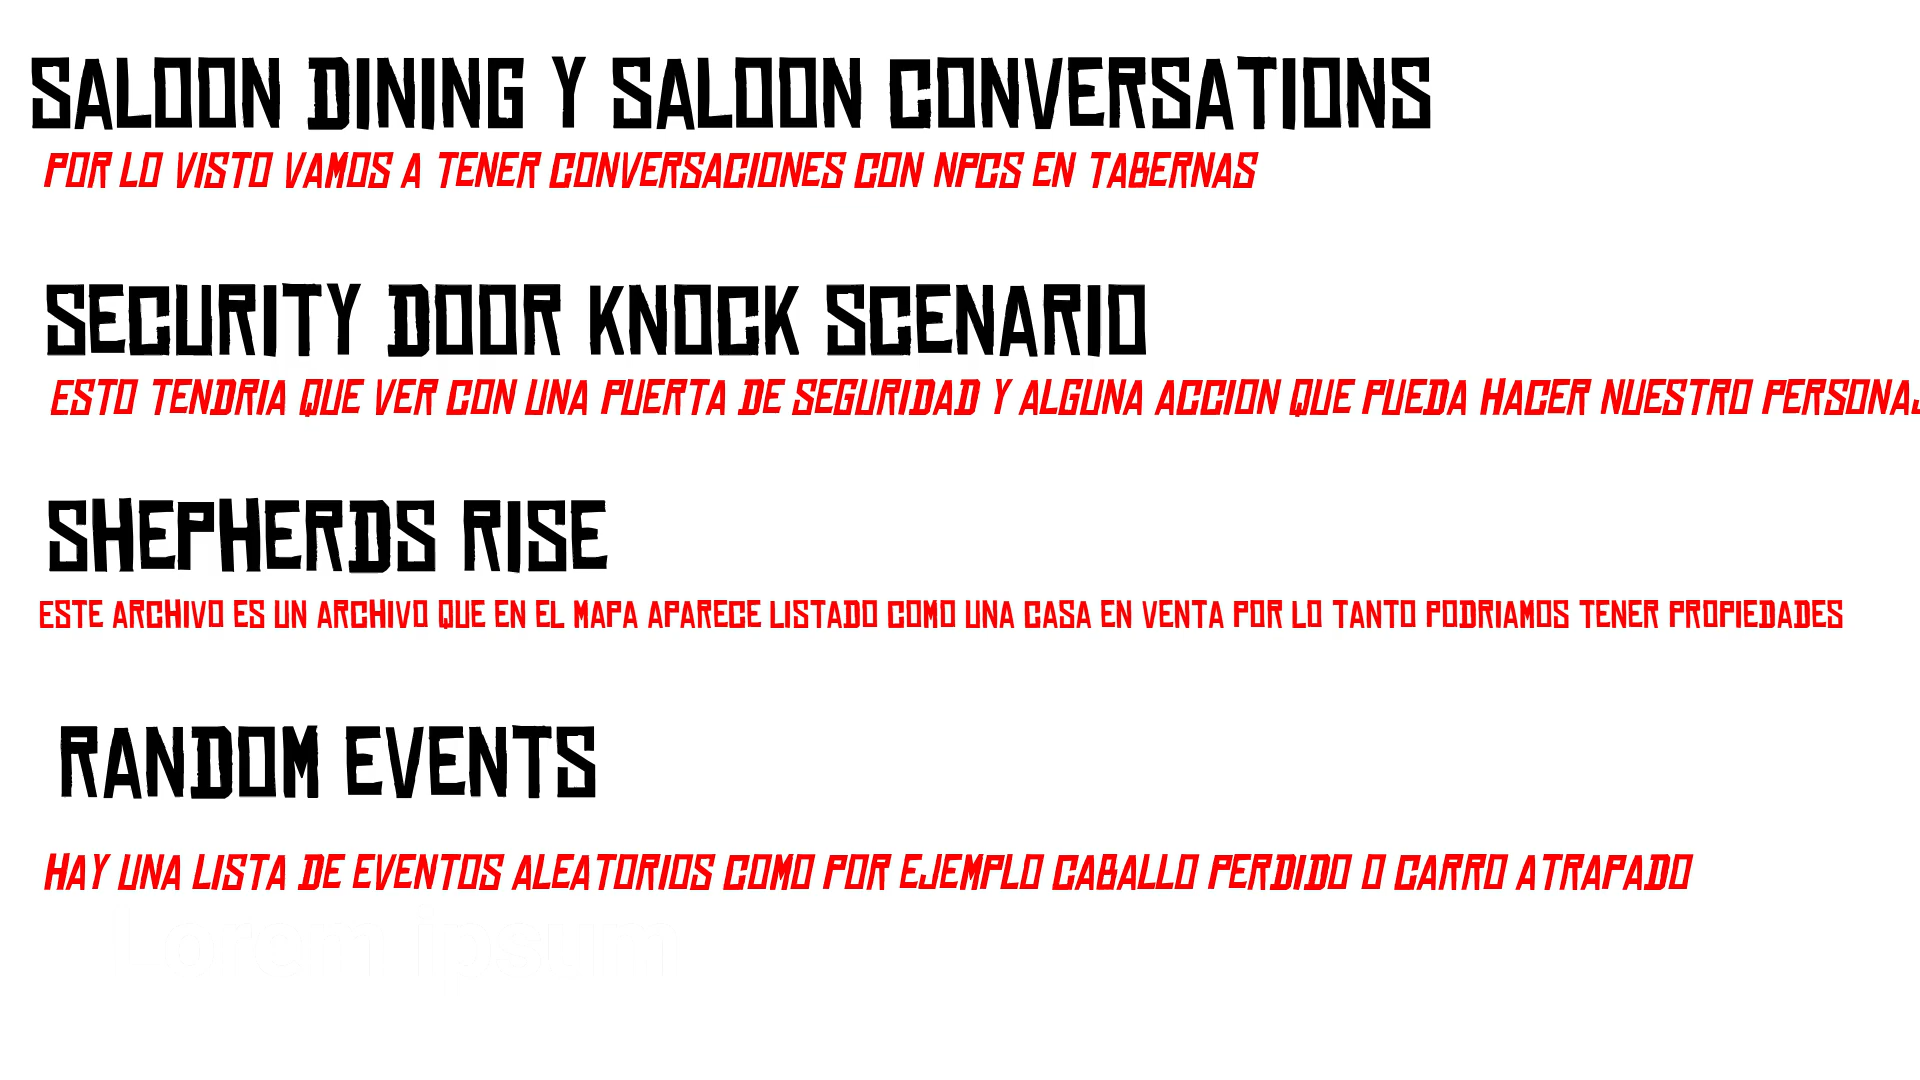 SALOON DINING Y SALOON CONVERSATIONS
POR LO VISTO VAMOS A TENER CONVERSACIONES CON NPCS EN TABERNAS
SECURITY DOOR KNOCK SCENARIO
ESTO TENDRIA QUE VER CON UNA PUERTA DE SEGURIDAD Y ALGUNA ACCION QUE PUEDA HACER NUESTRO
SHEPHERDS RISE
ESTE ARCHIVO ES UN ARCHIVO QUE EN EL MAPA APARECE LISTADO COMO UNA CASA EN VENTA POR LO TANTO PODRIAMOS TENER PROPIEDADES
RANDOM EVENTS
HAY UNA LISTA DE EVENTOS ALEATORIOS COMO POR EJEMPLO CABALLO PERDIDO O CARRO ATRAPADO
Lorem ipsum